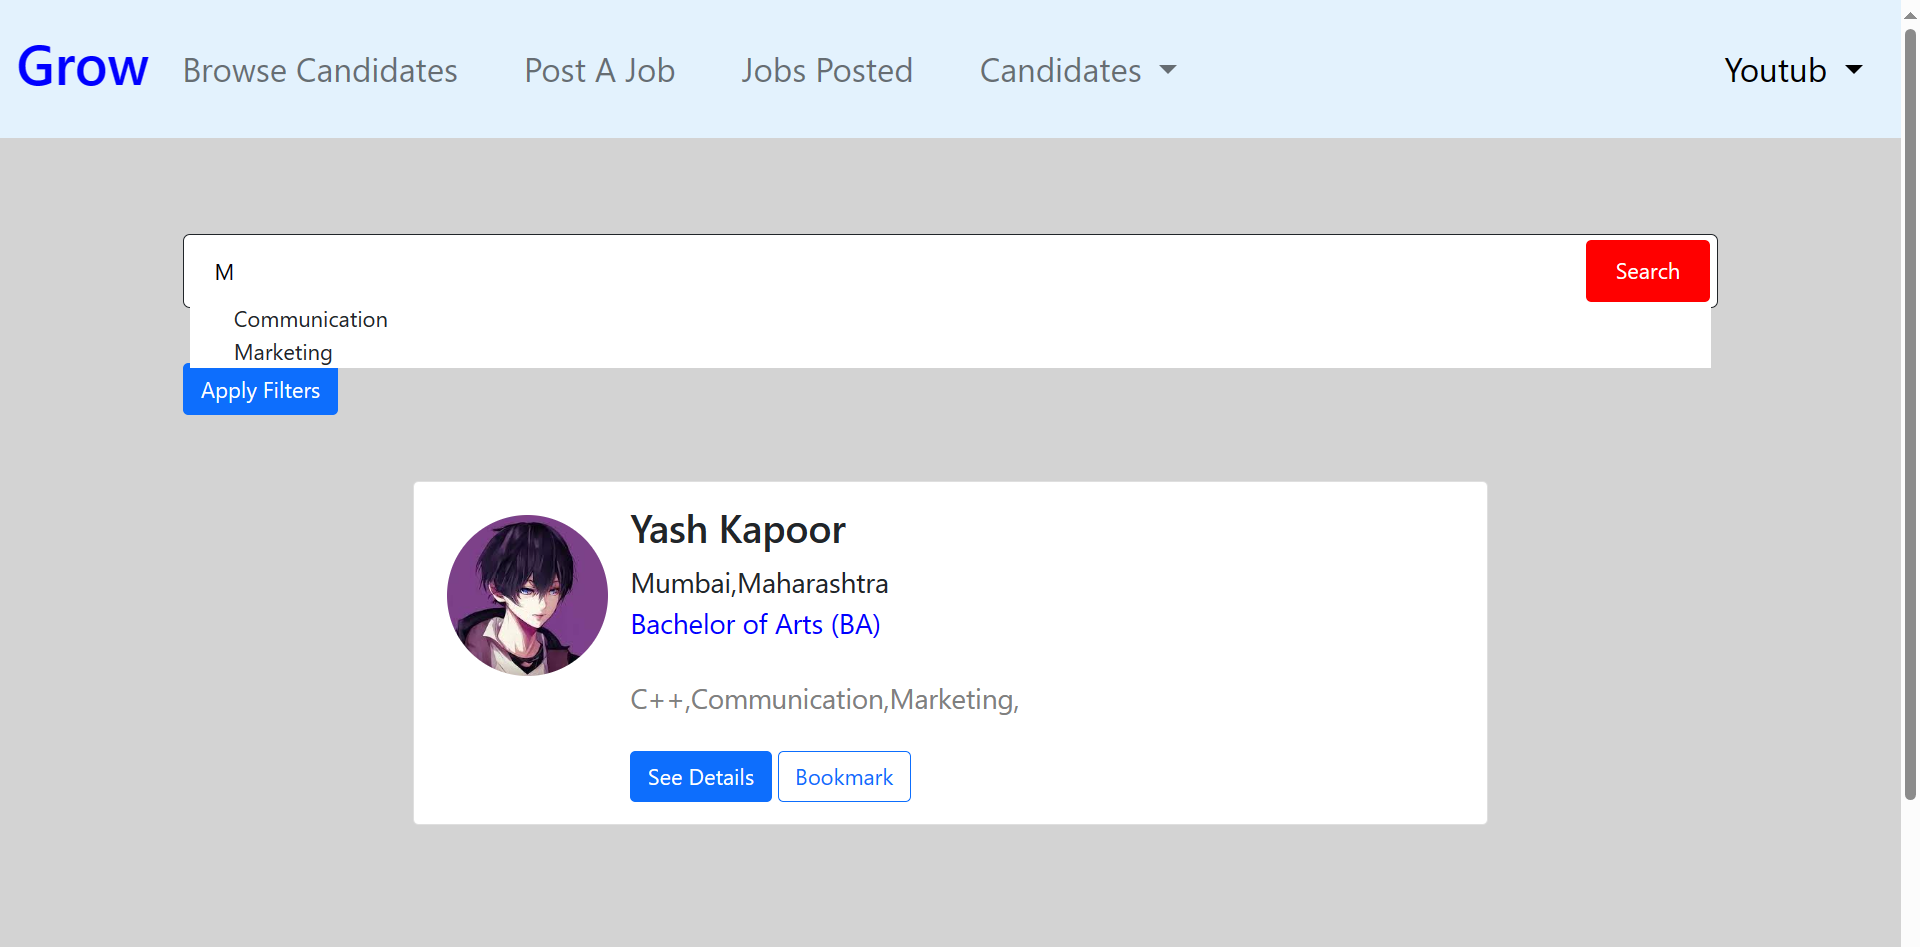 Grow Browse Candidates Post A Job Jobs Posted Candidates Youtub
M Search
Communication
Marketing
Apply Filters
Yash Kapoor
Mumbai,Maharashtra
Bachelor of Arts (BA)
C++,Communication,Marketing,
See Details Bookmark